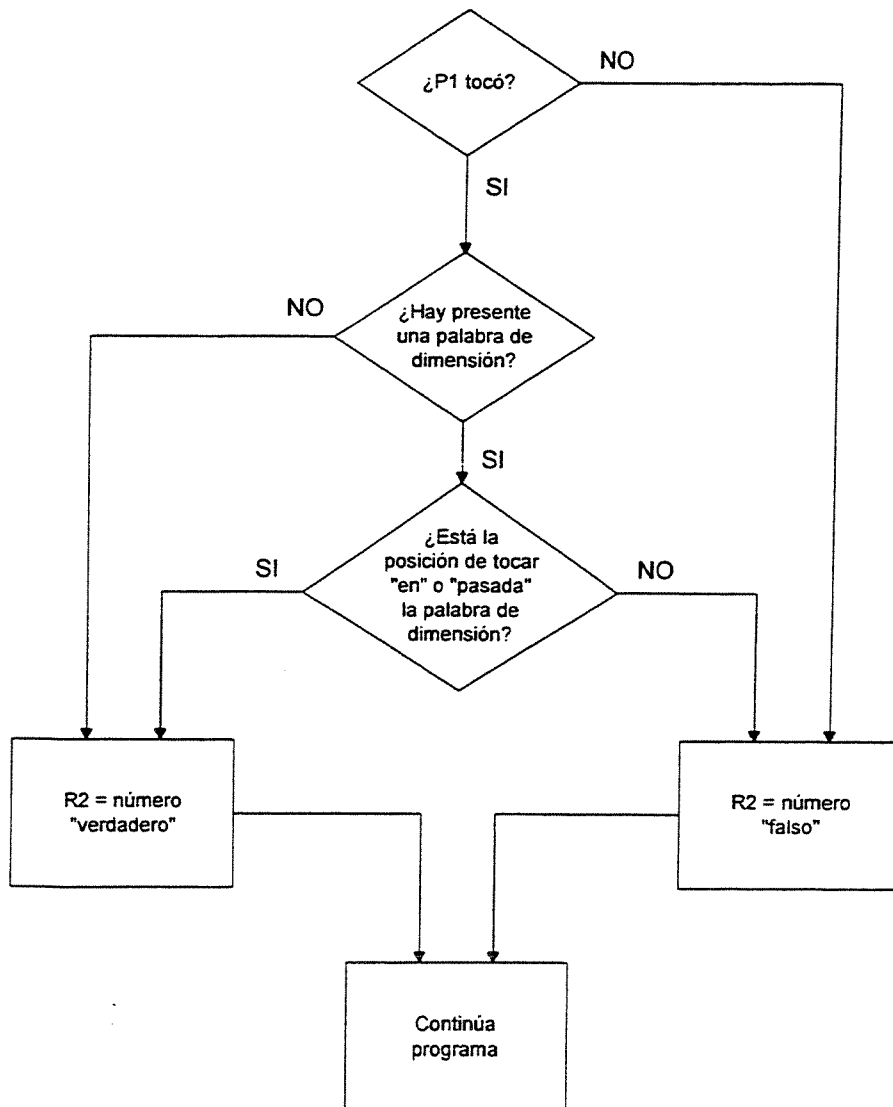 ¿P1 tocó?
NO
SI
NO
¿Hay presente
una palabra de
dimensión?
SI
¿Está la
posición de tocar
"en" o "pasada"
la palabra de
dimensión?
SI
NO
R2 = número
"verdadero"
R2 = número
"falso"
Continúa
programa